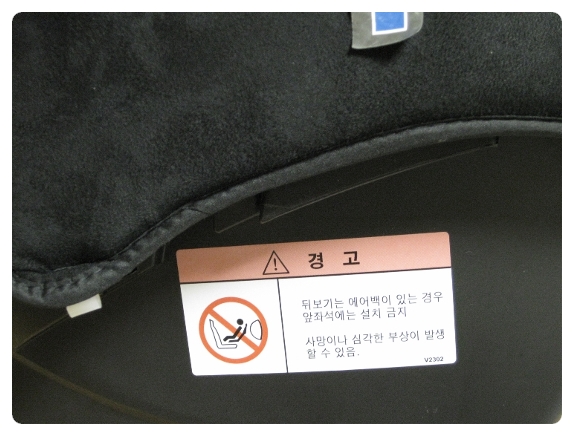 경 고
뒤보기는 에어백이 있는 경우
앞좌석에는 설치 금지
사망이나 심각한 부상이 발생
할 수 있음.
V2302